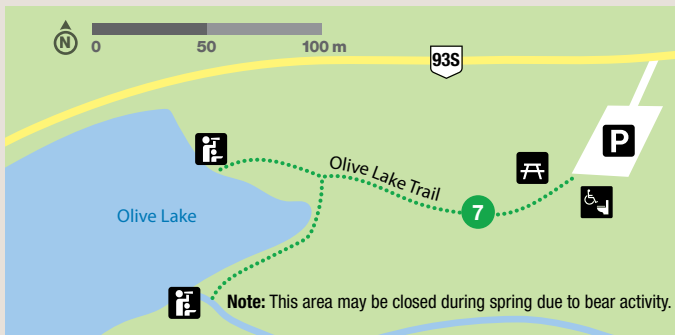 N
0 50 100 m
93S
P
Olive Lake Trail
7
Olive Lake
Note: This area may be closed during spring due to bear activity.